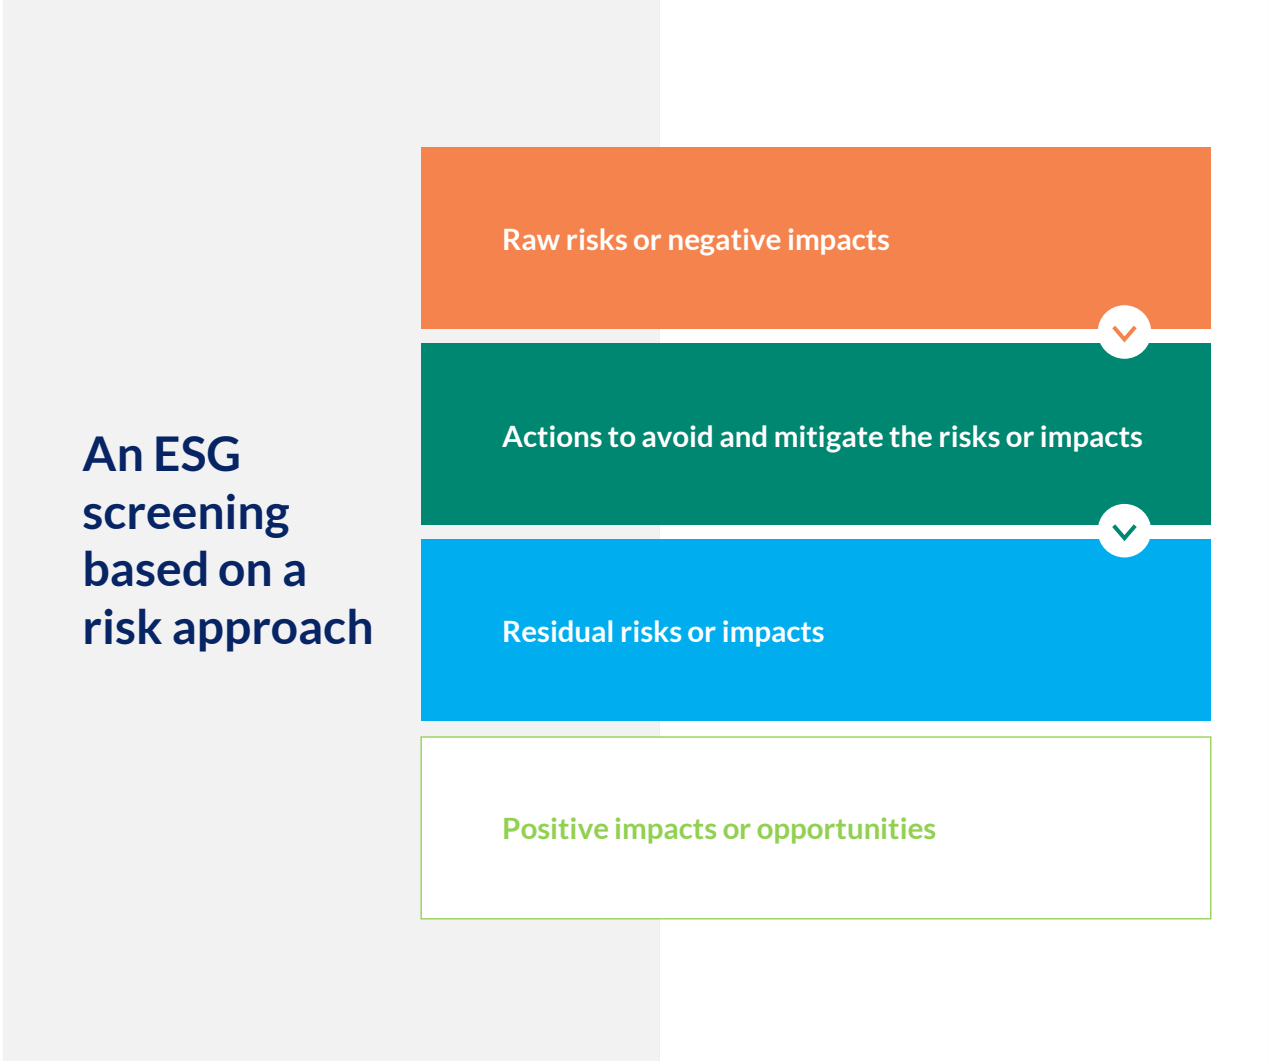 An ESG
screening
based on a
risk approach
Raw risks or negative impacts
Actions to avoid and mitigate the risks or impacts
Residual risks or impacts
Positive impacts or opportunities